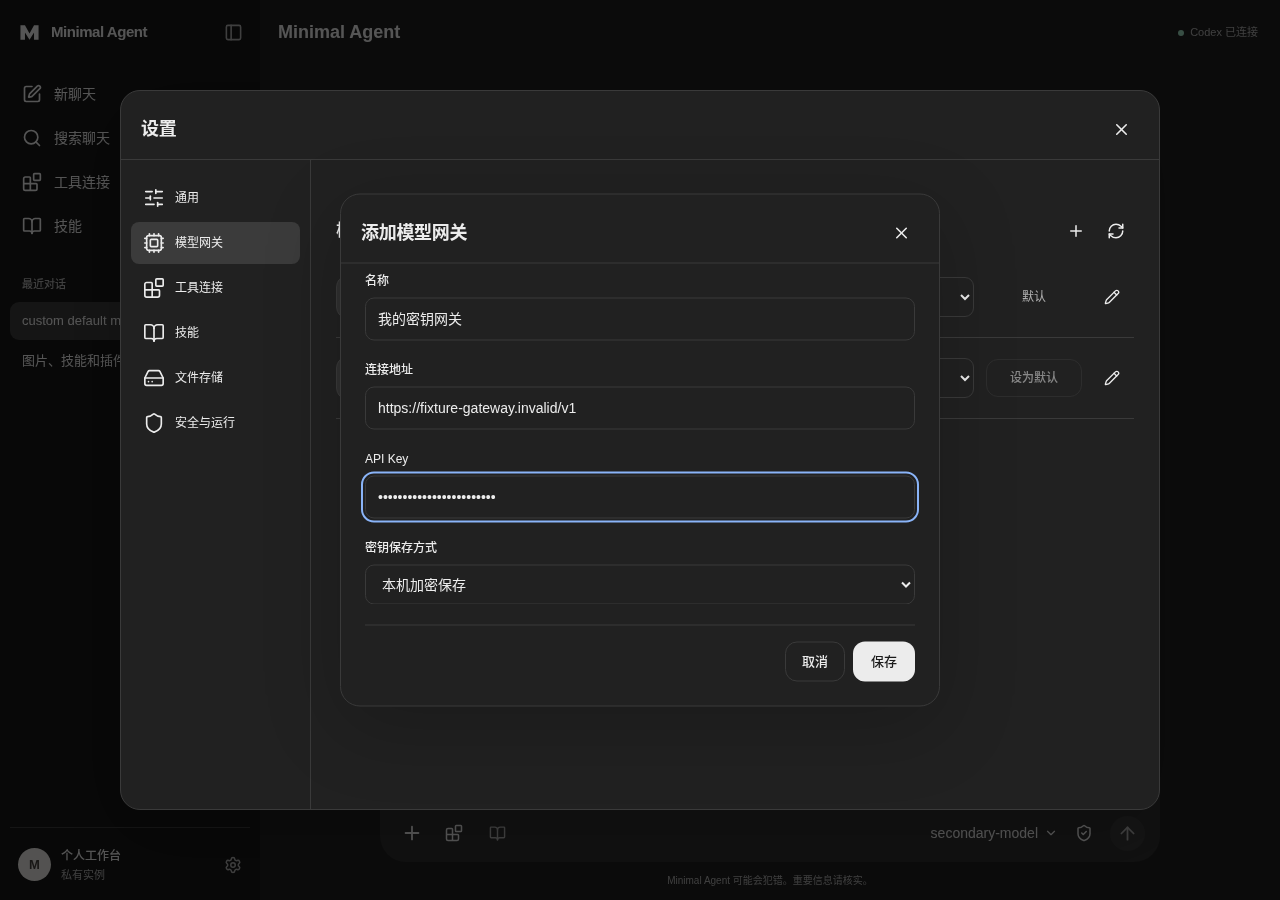 Minimal Agent
Minimal Agent
Codex 已连接
新聊天
搜索聊天
工具连接
技能
最近对话
custom default m
图片、技能和插件
设置
通用
模型网关
工具连接
技能
文件存储
安全与运行
默认
设为默认
添加模型网关
名称
我的密钥网关
连接地址
https://fixture-gateway.invalid/v1
API Key
••••••••••••••••••••••••
密钥保存方式
本机加密保存
取消
保存
secondary-model
M
个人工作台
私有实例
Minimal Agent 可能会犯错。重要信息请核实。